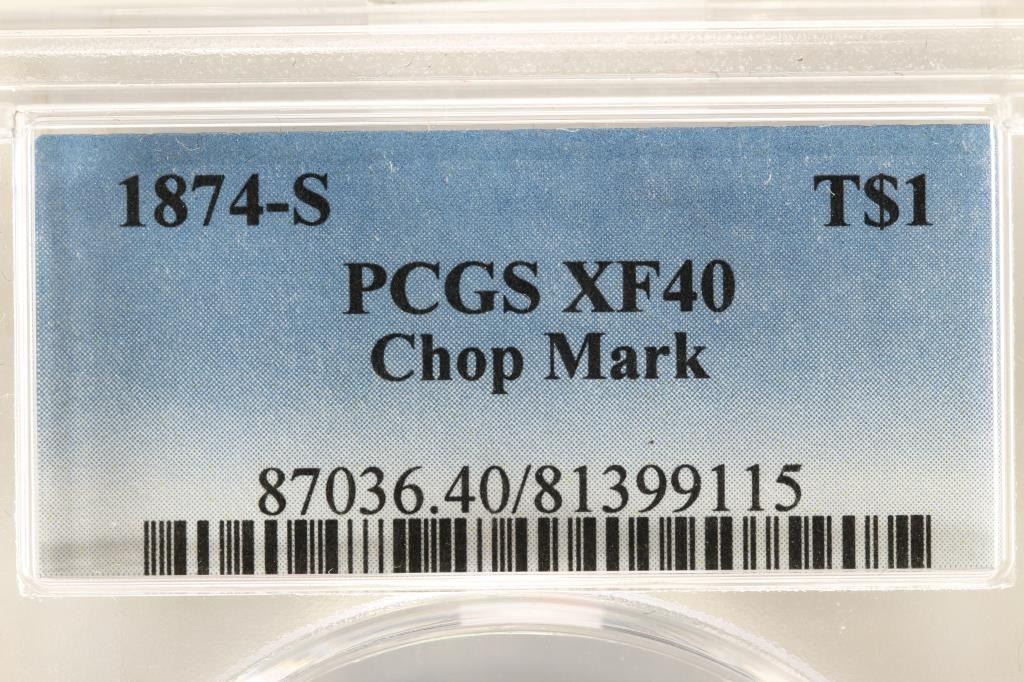 1874-S T$1
PCGS XF40
Chop Mark
87036.40/81399115